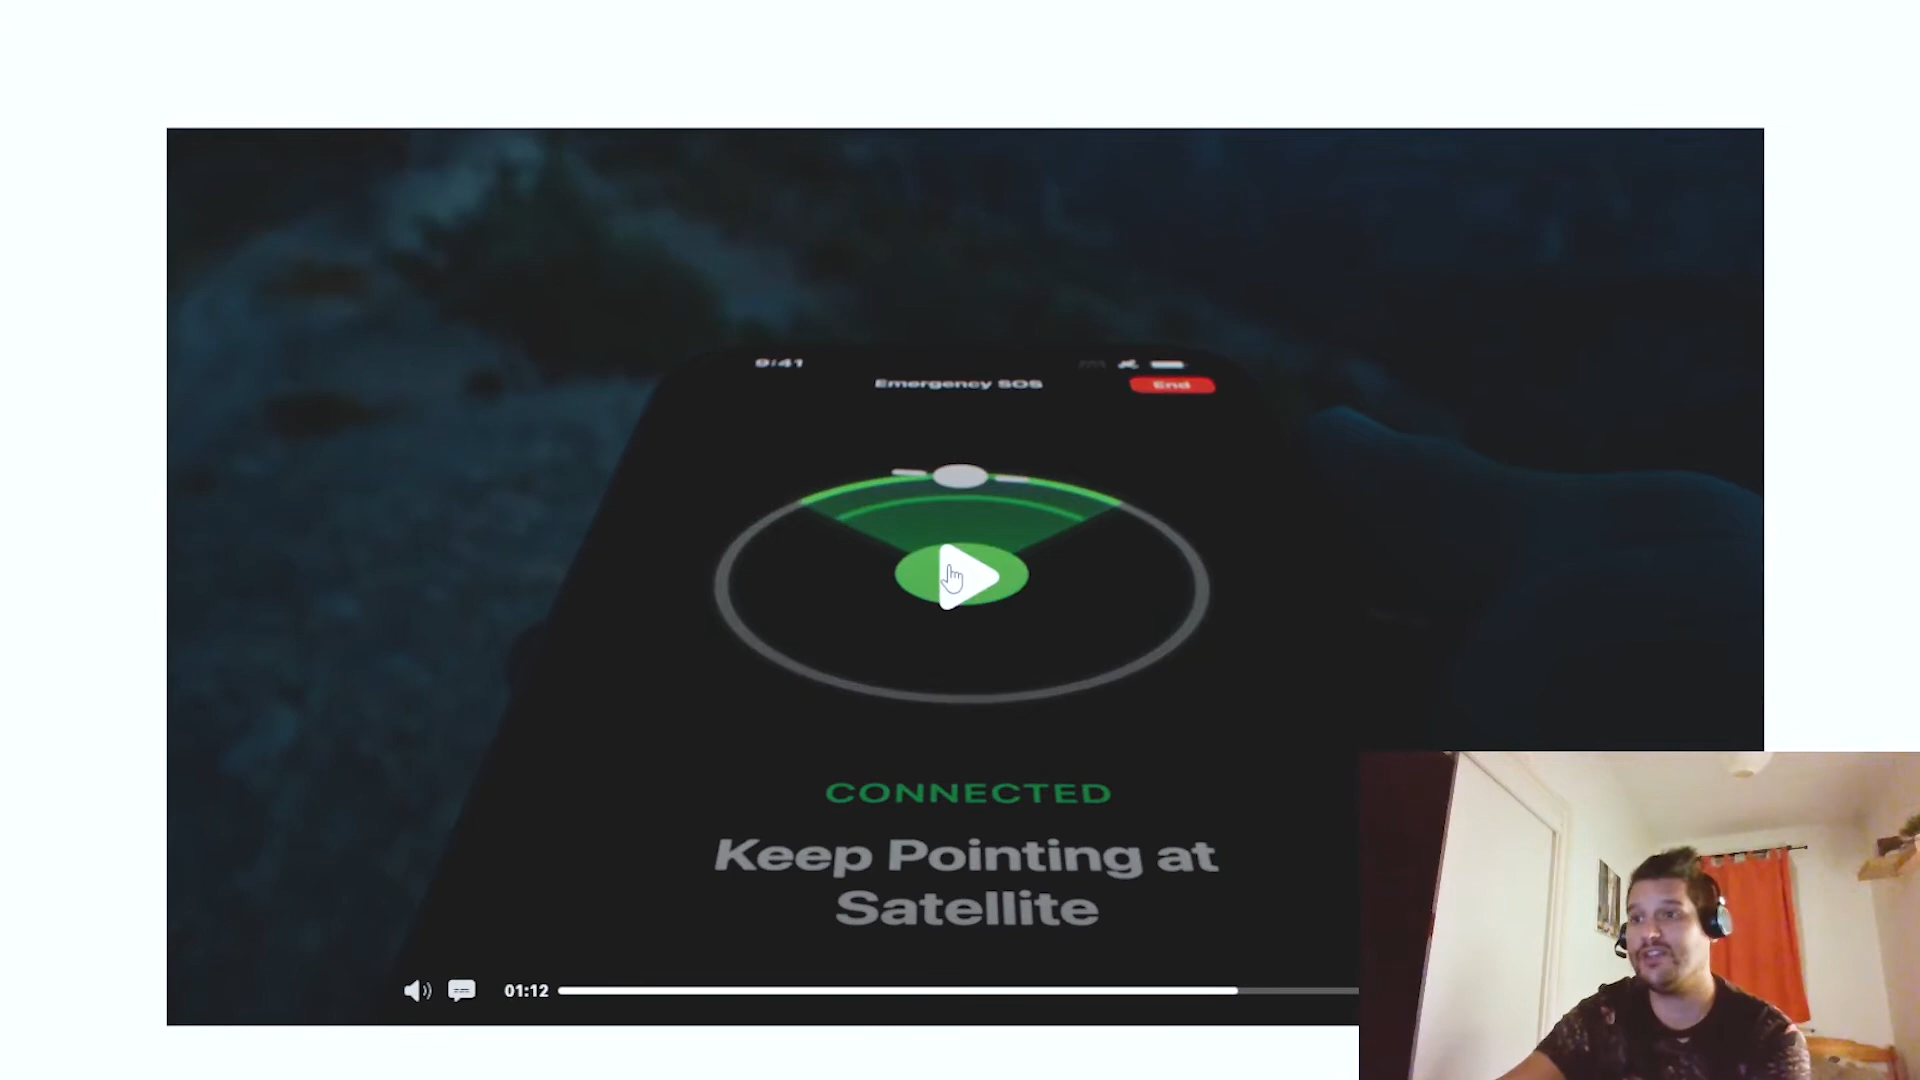 9:41
Emergency SOS
End
CONNECTED
Keep Pointing at
Satellite
01:12